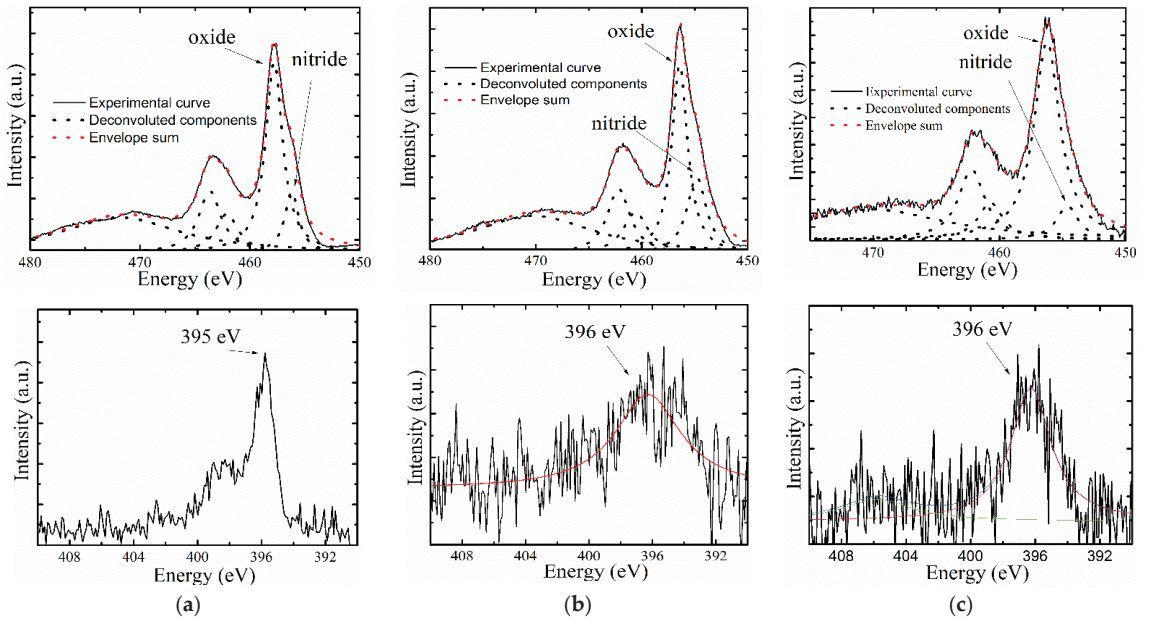 oxide
nitride
Experimental curve
Deconvoluted components
Envelope sum
Intensity (a.u.)
480 470 460 450
Energy (eV)
oxide
Experimental curve
Deconvoluted components
Envelope sum
nitride
Intensity (a.u.)
480 470 460 450
Energy (eV)
oxide
nitride
Experimental curve
Deconvoluted components
Envelope sum
Intensity (a.u.)
470 460 450
Energy (eV)
395 eV
Intensity (a.u.)
408 404 400 396 392
Energy (eV)
(a)
396 eV
Intensity (a.u.)
408 404 400 396 392
Energy (eV)
(b)
396 eV
Intensity (a.u.)
408 404 400 396 392
Energy (eV)
(c)